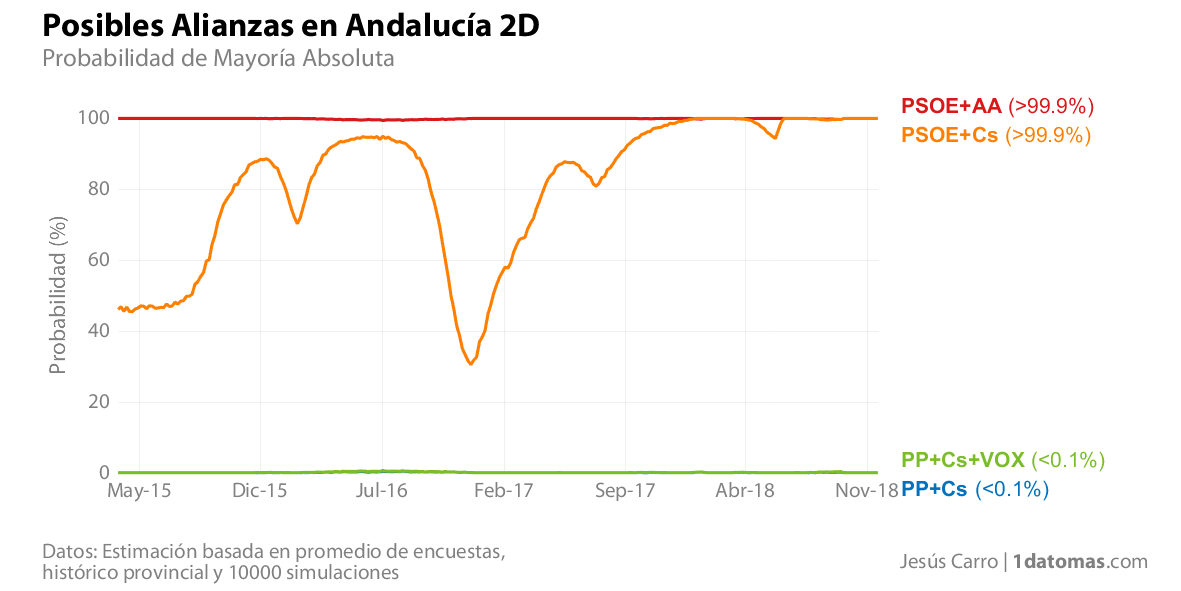 Posibles Alianzas en Andalucía 2D
Probabilidad de Mayoría Absoluta
Probabilidad (%)
100
80
60
40
20
0
May-15
Dic-15
Jul-16
Feb-17
Sep-17
Abr-18
Nov-18
PSOE+AA (>99.9%)
PSOE+Cs (>99.9%)
PP+Cs+VOX (<0.1%)
PP+Cs (<0.1%)
Datos: Estimación basada en promedio de encuestas,
histórico provincial y 10000 simulaciones
Jesús Carro | 1datomas.com